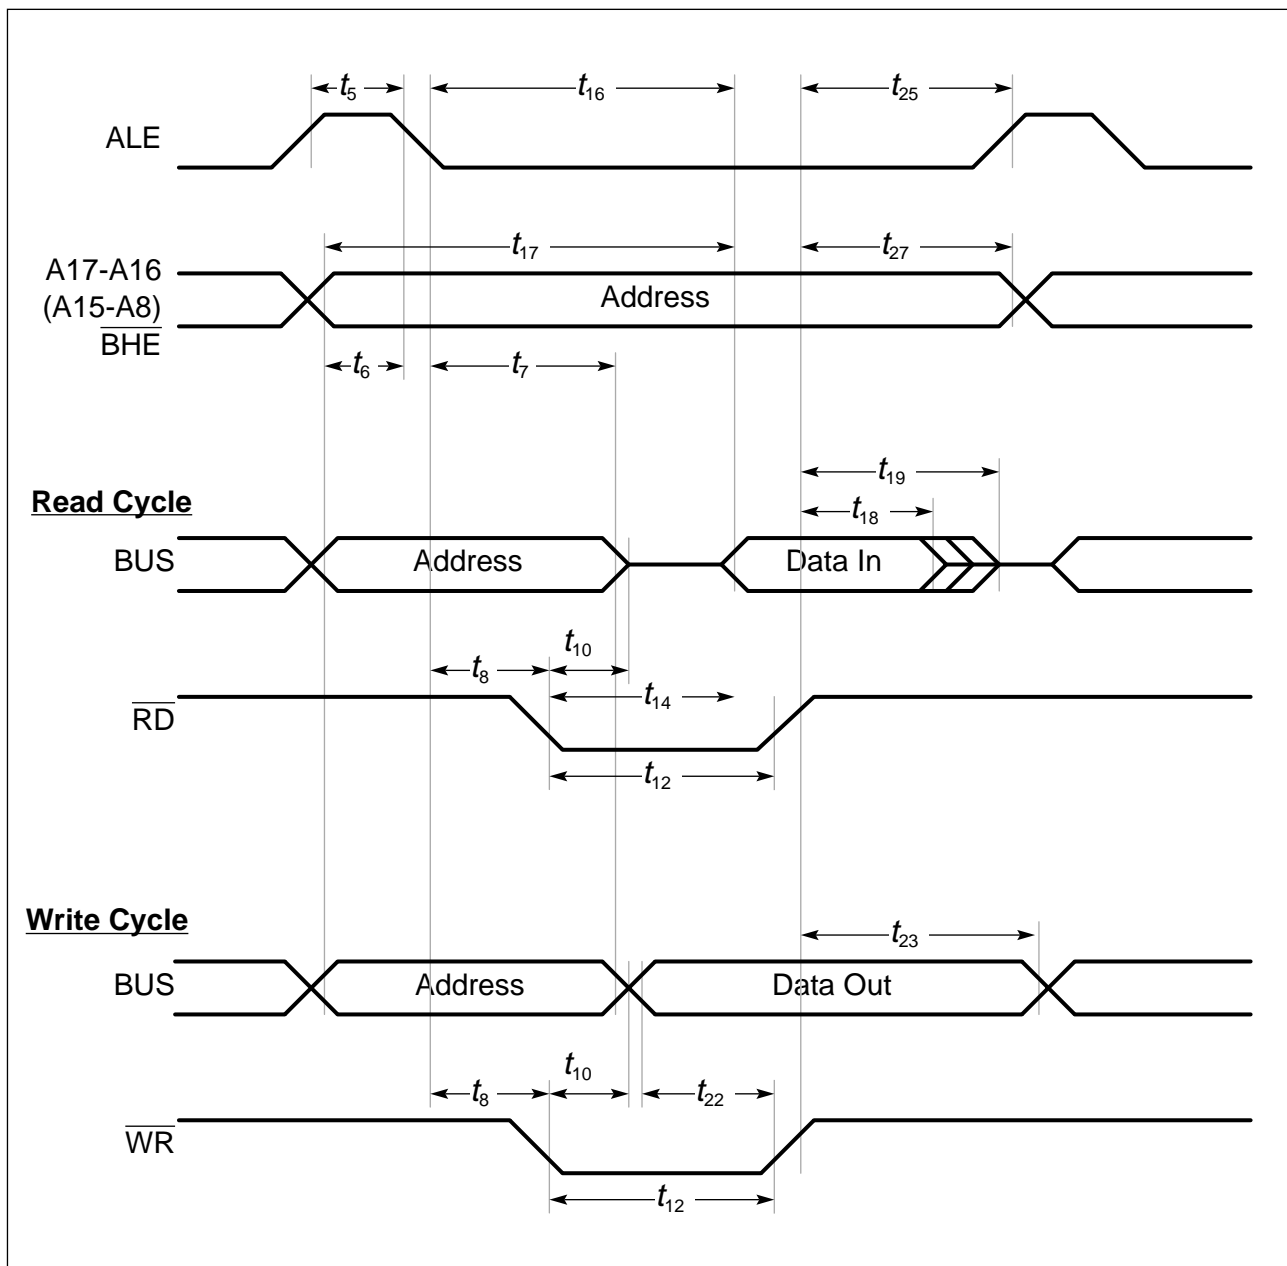 t5 t16 t25
ALE
t17 t27
A17-A16
(A15-A8)
BHE
Address
t6 t7
t19
Read Cycle
t18
BUS Address Data In
t10
t8
t14
RD
t12
Write Cycle
t23
BUS Address Data Out
t10
t8 t22
WR
t12